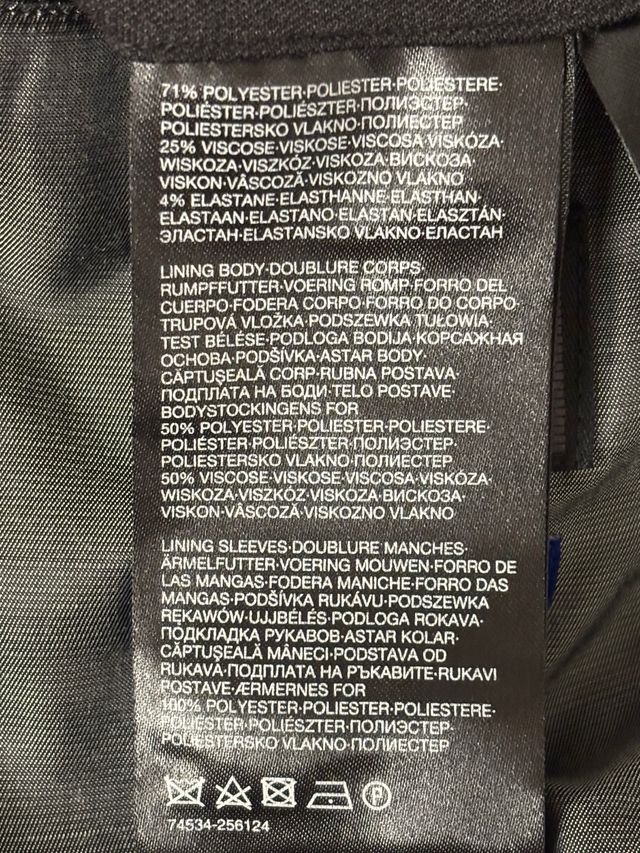 71% POLYESTER·POLIESTER·POLIESTERE·
POLIÉSTER·POLIÉSZTER·ПОЛИЭСТЕР·
POLIESTERSKO VLAKNO·ПОЛИЕСТЕР
25% VISCOSE·VISKOSE·VISCOSA·VISKÓZA·
WISKOZA·VISZKÓZ·VISKOZA·ВИСКОЗА·
VISKON·VÂSCOZĂ·VISKOZNO VLAKNO
4% ELASTANE·ELASTHANNE·ELASTHAN·
ELASTAAN·ELASTANO·ELASTAN·ELASZTÁN·
ЭЛАСТАН·ELASTANSKO VLAKNO·ЕЛАСТАН
LINING BODY·DOUBLURE CORPS·
RUMPFFUTTER·VOERING ROMP·FORRO DEL
CUERPO·FODERA CORPO·FORRO DO CORPO·
TRUPOVÁ VLOŽKA·PODSZEWKA TUŁOWIA·
TEST BÉLÉSE·PODLOGA BODIJA·КОРСАЖНАЯ
ОСНОВА·PODŠÍVKA·ASTAR BODY·
CĂPTUŞEALĂ CORP·RUBNA POSTAVA·
ПОДПЛАТА НА БОДИ·TELO POSTAVE·
BODYSTOCKINGENS FOR
50% POLYESTER·POLIESTER·POLIESTERE·
POLIÉSTER·POLIÉSZTER·ПОЛИЭСТЕР·
POLIESTERSKO VLAKNO·ПОЛИЕСТЕР
50% VISCOSE·VISKOSE·VISCOSA·VISKÓZA·
WISKOZA·VISZKÓZ·VISKOZA·ВИСКОЗА·
VISKON·VÂSCOZĂ·VISKOZNO VLAKNO
LINING SLEEVES·DOUBLURE MANCHES·
ÄRMELFUTTER·VOERING MOUWEN·FORRO DE
LAS MANGAS·FODERA MANICHE·FORRO DAS
MANGAS·PODŠÍVKA RUKÁVU·PODSZEWKA
RĘKAWÓW·UJJBÉLÉS·PODLOGA ROKAVA·
ПОДКЛАДКА РУКАВОВ·ASTAR KOLAR·
CĂPTUŞEALĂ MÂNECI·PODSTAVA OD
RUKAVA·ПОДПЛАТА НА РЪКАВИТЕ·RUKAVI
POSTAVE·ÆRMERNES FOR
100% POLYESTER·POLIESTER·POLIESTERE·
POLIÉSTER·POLIÉSZTER·ПОЛИЭСТЕР·
POLIESTERSKO VLAKNO·ПОЛИЕСТЕР
P
74534-256124